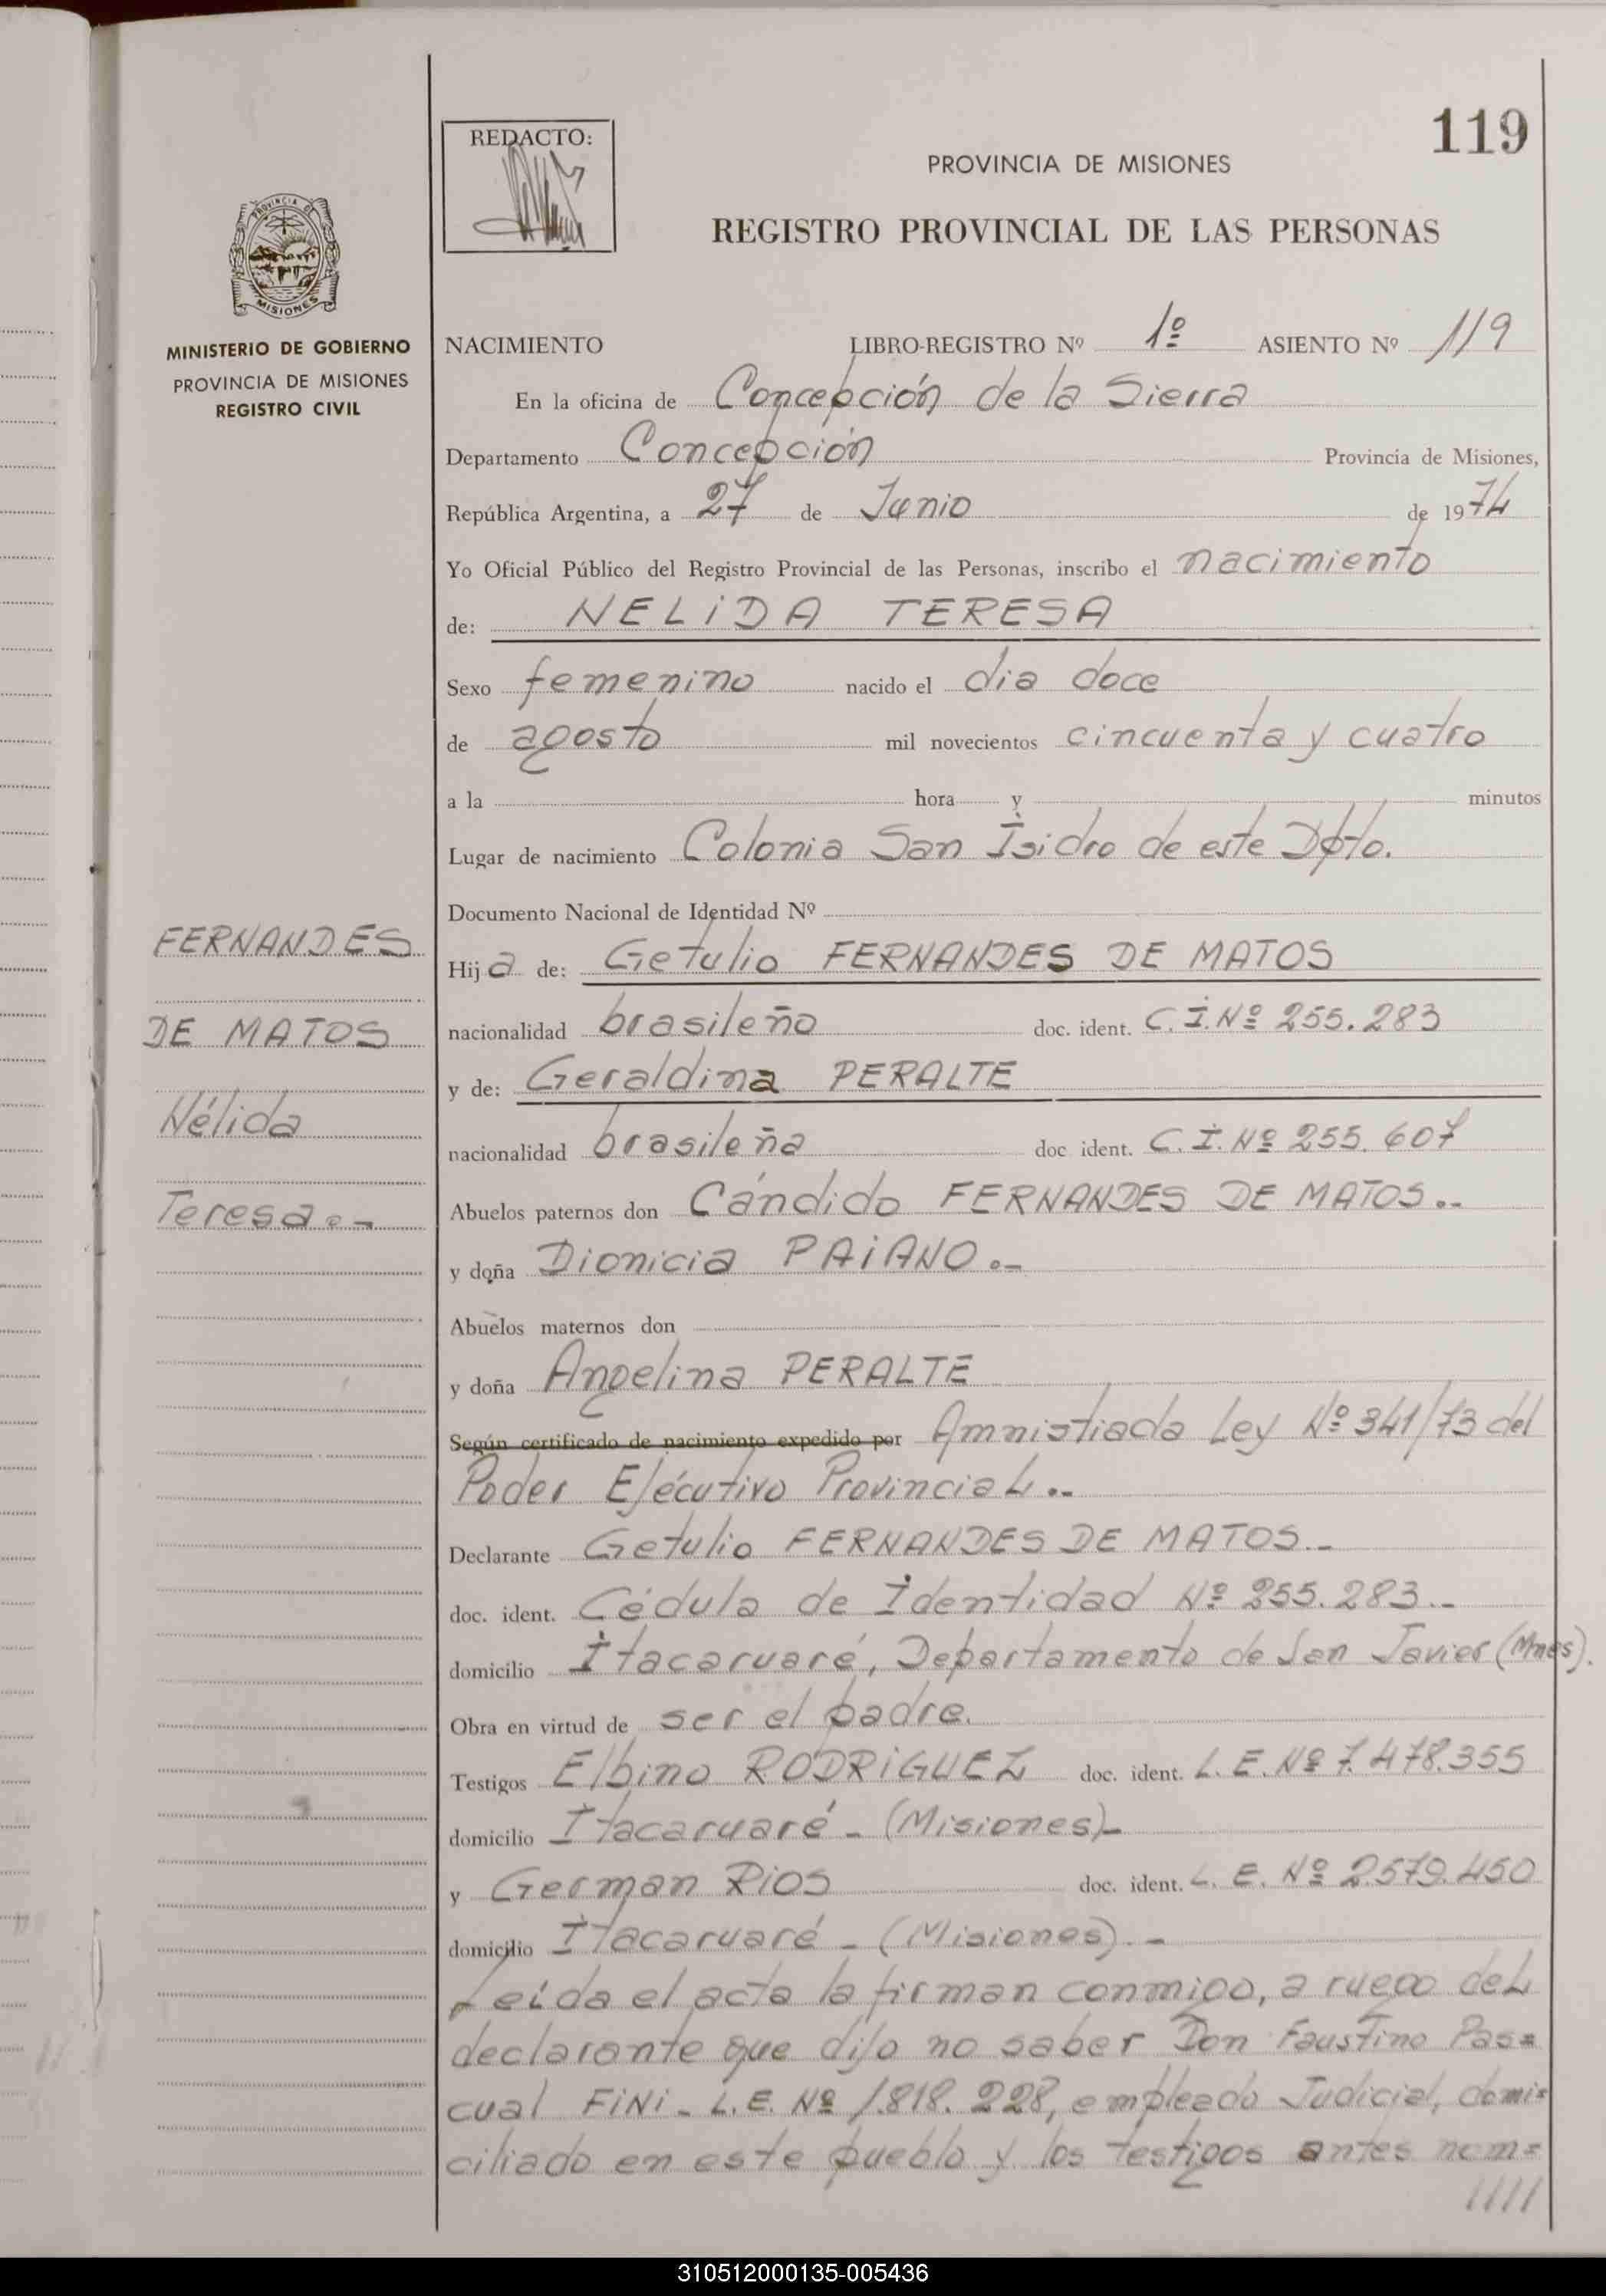 119
REDACTO:
PROVINCIA DE MISIONES
REGISTRO PROVINCIAL DE LAS PERSONAS
PROVINCIA DE
MISIONES
MINISTERIO DE GOBIERNO
PROVINCIA DE MISIONES
REGISTRO CIVIL
NACIMIENTO LIBRO-REGISTRO Nº 1º ASIENTO Nº 119
En la oficina de Concepción de la Sierra
Departamento Concepción Provincia de Misiones,
República Argentina, a 27 de Junio de 1974
Yo Oficial Público del Registro Provincial de las Personas, inscribo el nacimiento
de: NELIDA TERESA
Sexo femenino nacido el dia doce
de agosto mil novecientos cincuenta y cuatro
a la hora y minutos
Lugar de nacimiento Colonia San Isidro de este Dpto.
Documento Nacional de Identidad Nº
FERNANDES
DE MATOS
Nélida
Teresa.-
Hija de: Getulio FERNANDES DE MATOS
nacionalidad brasileño doc. ident. C.I.Nº 255.283
y de: Geraldina PERALTE
nacionalidad brasileña doc ident. C.I.Nº 255.607
Abuelos paternos don Cándido FERNANDES DE MATOS.-
y doña Dionicia PAIANO.-
Abuelos maternos don
y doña Angelina PERALTE
Según certificado de nacimiento expedido por Amnistiada Ley Nº 341/73 del
Poder Ejécutivo Provincial.-
Declarante Getulio FERNANDES DE MATOS.-
doc. ident. Cédula de Identidad Nº 255.283.-
domicilio Itacaruaré, Departamento de San Javier (Mnes).
Obra en virtud de ser el padre.
Testigos Elbino RODRIGUEZ doc. ident. L.E.Nº 7.478.355
domicilio Itacaruaré - (Misiones)-
y German RIOS doc. ident. L.E. Nº 2.579.450
domicilio Itacaruaré - (Misiones).-
Leída el acta la firman conmigo, a ruego del
declarante que dijo no saber Don Faustino Pas=
cual FINI - L.E. Nº 1.818.228, empleado Judicial, domi=
ciliado en este pueblo y los testigos antes nom=
////
310512000135-005436